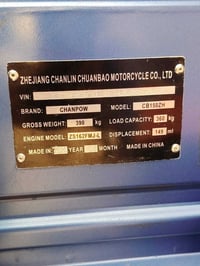 ZHEJIANG CHANLIN CHUANBAO MOTORCYCLE CO., LTD
VIN:
BRAND: CHANPOW MODEL: CB150ZH
GROSS WEIGHT: 390 kg LOAD CAPACITY: 360 kg
ENGINE MODEL: ZS162FMJ-L DISPLACEMENT: 149 ml
MADE IN: YEAR MONTH MADE IN CHINA